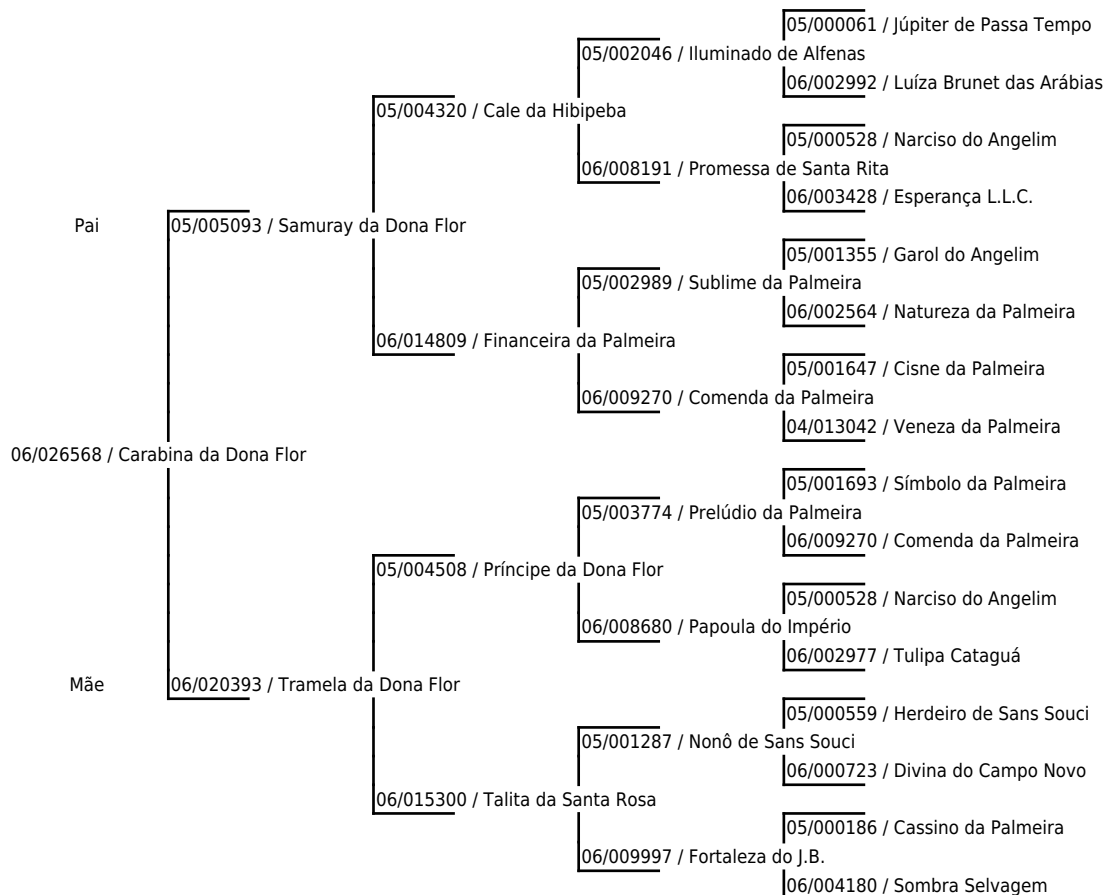 05/000061 / Júpiter de Passa Tempo
05/002046 / Iluminado de Alfenas
06/002992 / Luíza Brunet das Arábias
05/004320 / Cale da Hibipeba
05/000528 / Narciso do Angelim
06/008191 / Promessa de Santa Rita
06/003428 / Esperança L.L.C.
Pai
05/005093 / Samuray da Dona Flor
05/001355 / Garol do Angelim
05/002989 / Sublime da Palmeira
06/002564 / Natureza da Palmeira
06/014809 / Financeira da Palmeira
05/001647 / Cisne da Palmeira
06/009270 / Comenda da Palmeira
04/013042 / Veneza da Palmeira
06/026568 / Carabina da Dona Flor
05/001693 / Símbolo da Palmeira
05/003774 / Prelúdio da Palmeira
06/009270 / Comenda da Palmeira
05/004508 / Príncipe da Dona Flor
05/000528 / Narciso do Angelim
06/008680 / Papoula do Império
06/002977 / Tulipa Cataguá
Mãe
06/020393 / Tramela da Dona Flor
05/000559 / Herdeiro de Sans Souci
05/001287 / Nonô de Sans Souci
06/000723 / Divina do Campo Novo
06/015300 / Talita da Santa Rosa
05/000186 / Cassino da Palmeira
06/009997 / Fortaleza do J.B.
06/004180 / Sombra Selvagem